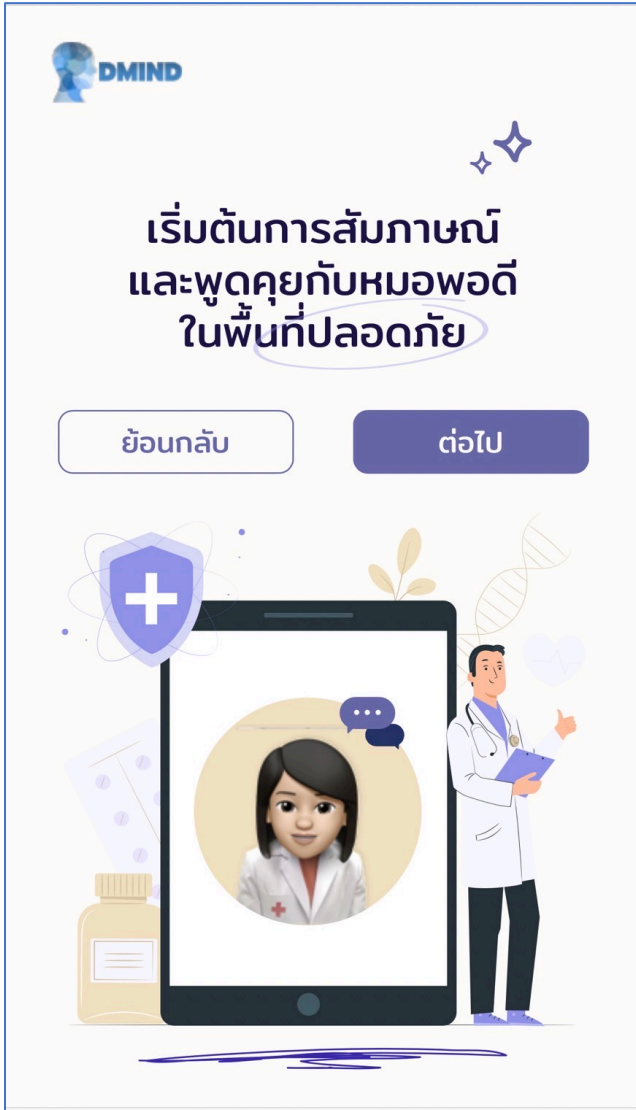 DMIND
เริ่มต้นการสัมภาษณ์
และพูดคุยกับหมอพอดี
ในพื้นที่ปลอดภัย
ย้อนกลับ
ต่อไป